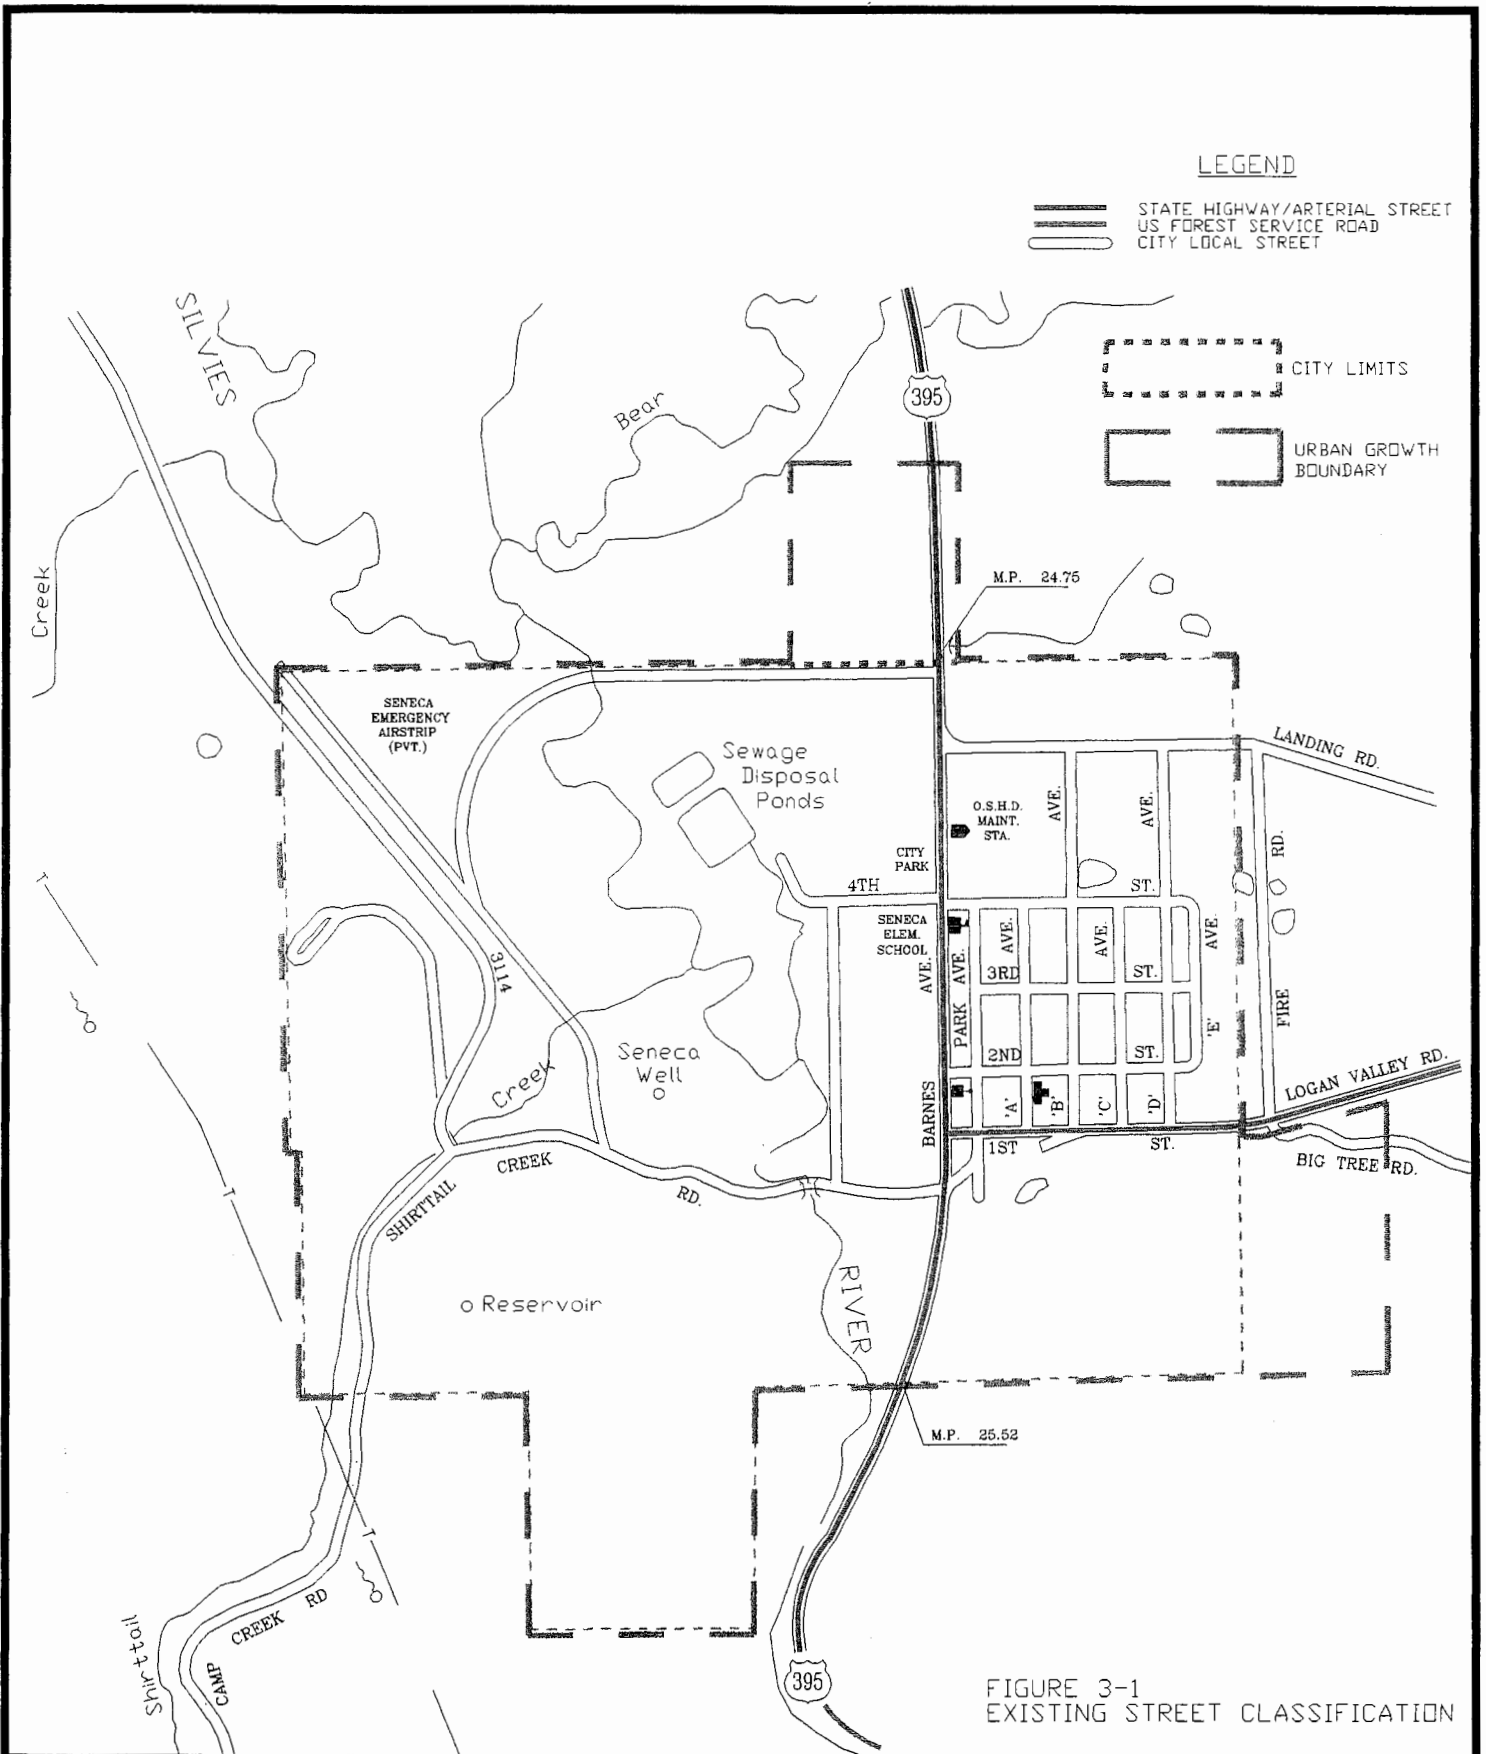 LEGEND
STATE HIGHWAY/ARTERIAL STREET
US FOREST SERVICE ROAD
CITY LOCAL STREET
SILVIES
395
CITY LIMITS
Bear
URBAN GROWTH
BOUNDARY
Creek
M.P. 24.75
SENECA
EMERGENCY
AIRSTRIP
(PVT.)
LANDING RD.
Sewage
Disposal
Ponds
O.S.H.D.
MAINT.
STA.
AVE.
AVE.
CITY
PARK
RD.
4TH
ST.
SENECA
ELEM.
SCHOOL
AVE.
AVE.
AVE.
AVE.
AVE.
3RD
ST.
3114
PARK
FIRE
'E'
2ND
ST.
Seneca
Well
Creek
BARNES
'A'
'B'
'C'
'D'
LOGAN VALLEY RD.
1ST
ST.
CREEK
RD.
BIG TREE RD.
SHIRTTAIL
RIVER
Reservoir
M.P. 25.52
T
T
T
CAMP
CREEK
RD
Shirttail
395
FIGURE 3-1
EXISTING STREET CLASSIFICATION